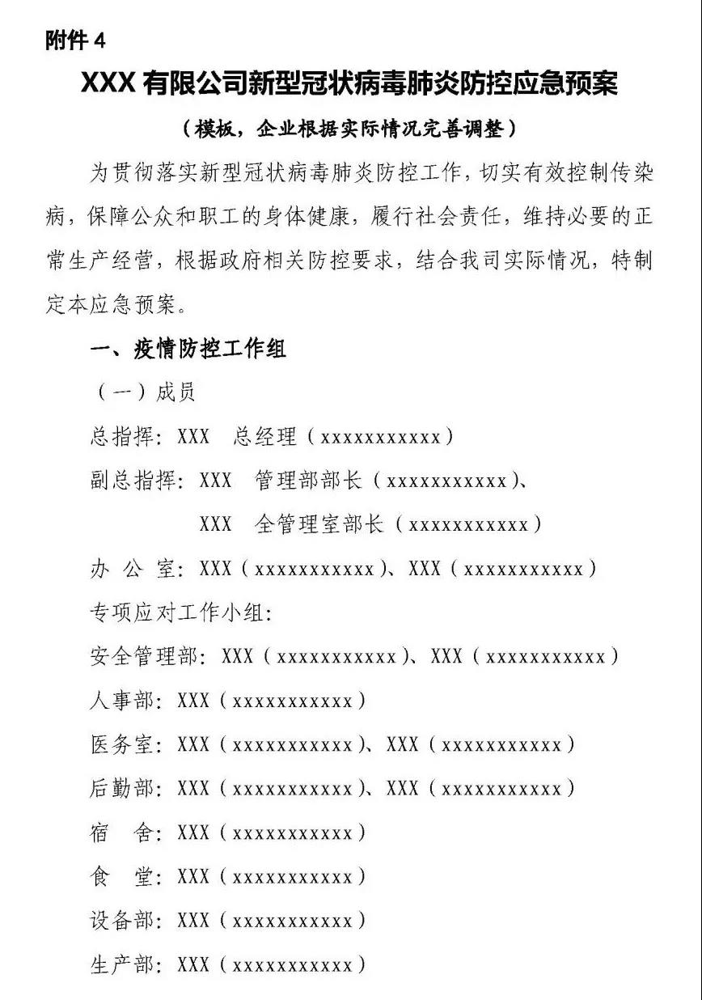 附件 4
XXX 有限公司新型冠状病毒肺炎防控应急预案
（模板，企业根据实际情况完善调整）
为贯彻落实新型冠状病毒肺炎防控工作，切实有效控制传染
病，保障公众和职工的身体健康，履行社会责任，维持必要的正
常生产经营，根据政府相关防控要求，结合我司实际情况，特制
定本应急预案。
一、疫情防控工作组
（一）成员
总指挥：XXX　总经理（xxxxxxxxxxx）
副总指挥：XXX　管理部部长（xxxxxxxxxxx）、
XXX　全管理室部长（xxxxxxxxxxx）
办 公 室：XXX（xxxxxxxxxxx）、XXX（xxxxxxxxxxx）
专项应对工作小组：
安全管理部：XXX（xxxxxxxxxxx）、XXX（xxxxxxxxxxx）
人事部：XXX（xxxxxxxxxxx）
医务室：XXX（xxxxxxxxxxx）、XXX（xxxxxxxxxxx）
后勤部：XXX（xxxxxxxxxxx）、XXX（xxxxxxxxxxx）
宿　舍：XXX（xxxxxxxxxxx）
食　堂：XXX（xxxxxxxxxxx）
设备部：XXX（xxxxxxxxxxx）
生产部：XXX（xxxxxxxxxxx）